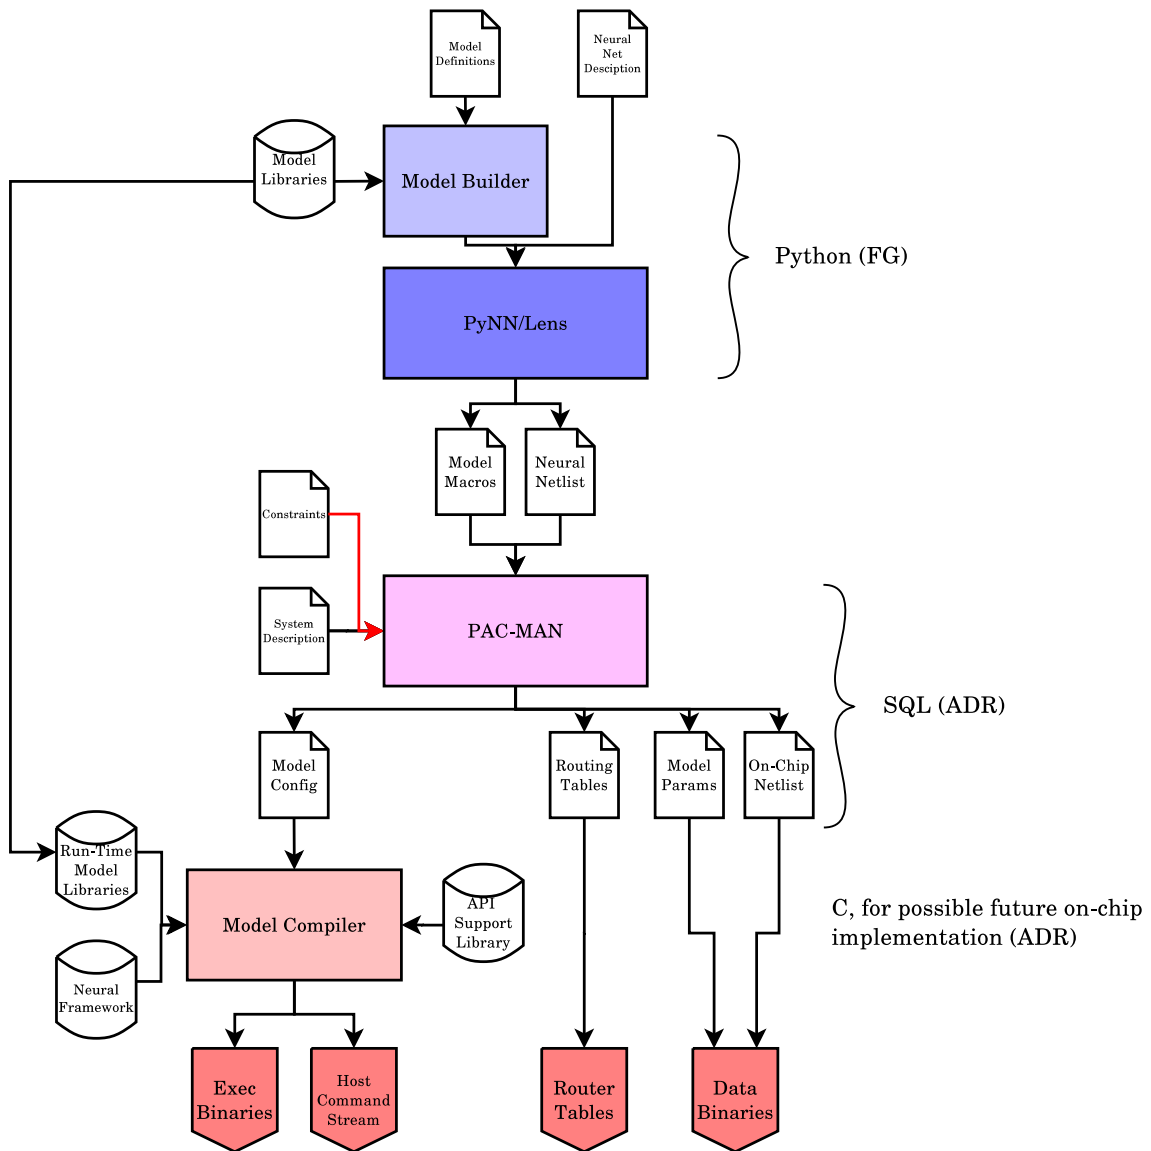 Model
Definitions
Neural
Net
Desciption
Model
Libraries
Model Builder
Python (FG)
PyNN/Lens
Model
Macros
Neural
Netlist
Constraints
System
Description
PAC-MAN
SQL (ADR)
Model
Config
Routing
Tables
Model
Params
On-Chip
Netlist
Run-Time
Model
Libraries
Model Compiler
API
Support
Library
C, for possible future on-chip
implementation (ADR)
Neural
Framework
Exec
Binaries
Host
Command
Stream
Router
Tables
Data
Binaries